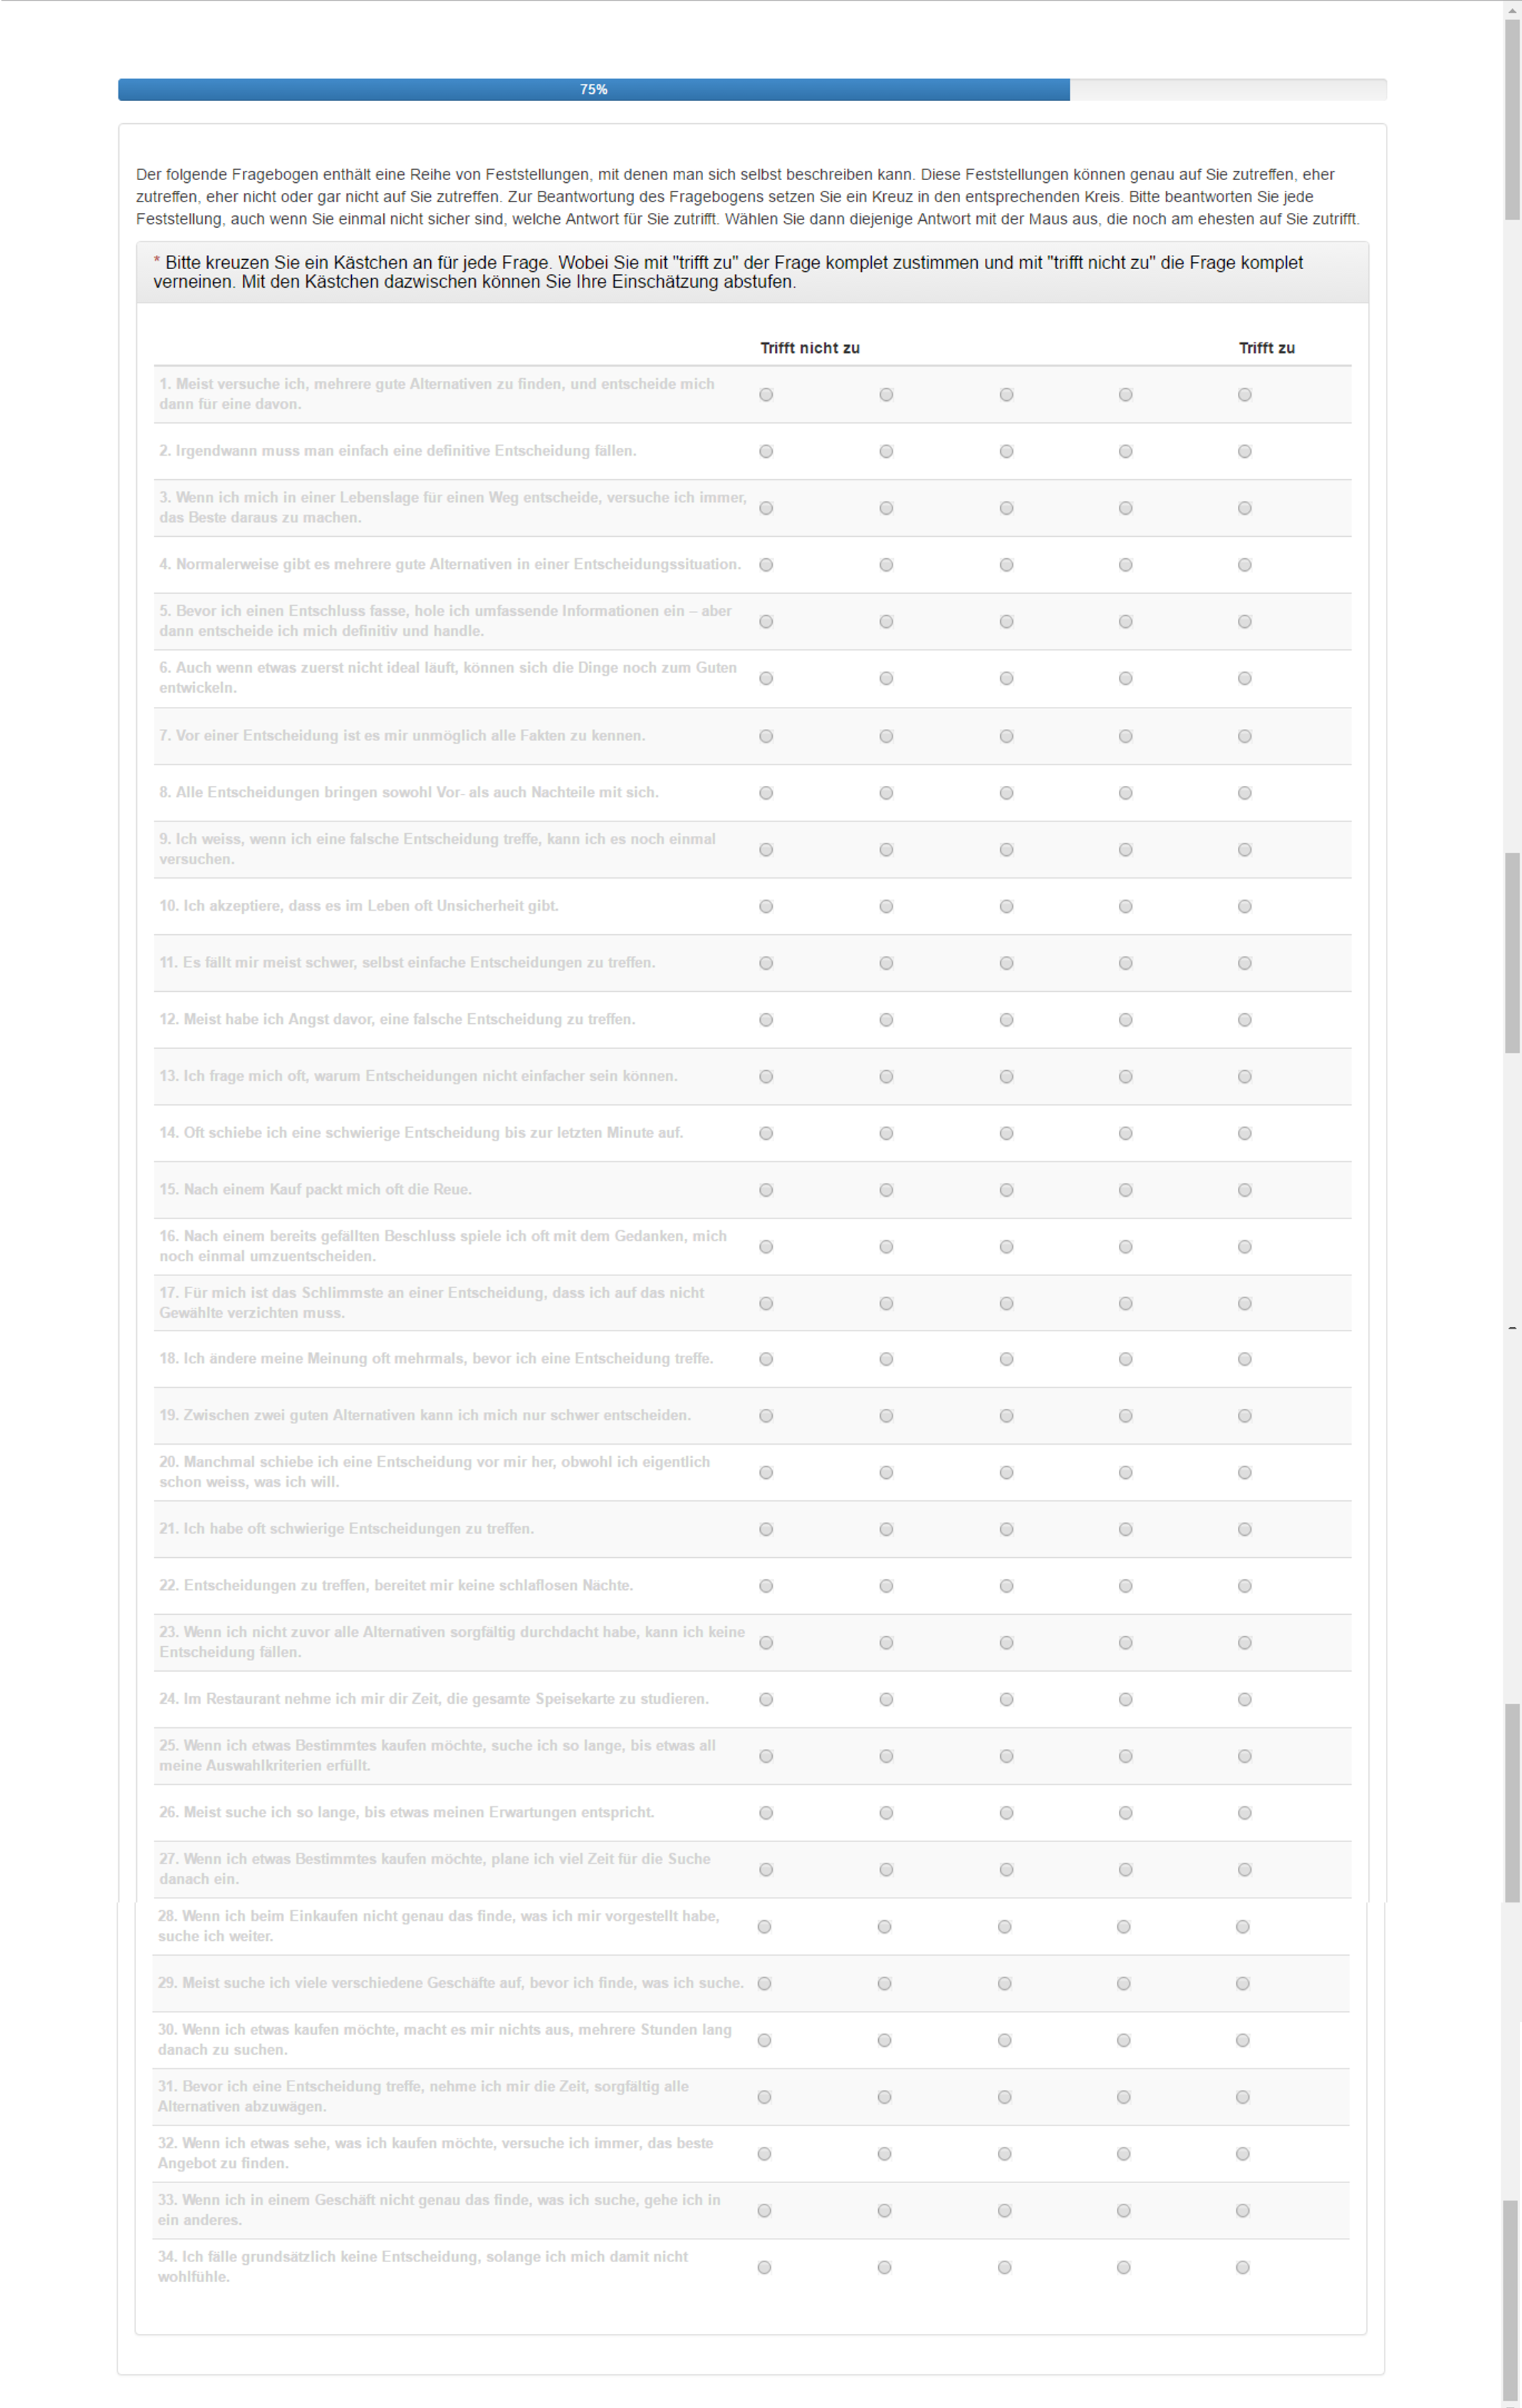 75%
Der folgende Fragebogen enthält eine Reihe von Feststellungen, mit denen man sich selbst beschreiben kann. Diese Feststellungen können genau auf Sie zutreffen, eher
zutreffen, eher nicht oder gar nicht auf Sie zutreffen. Zur Beantwortung des Fragebogens setzen Sie ein Kreuz in den entsprechenden Kreis. Bitte beantworten Sie jede
Feststellung, auch wenn Sie einmal nicht sicher sind, welche Antwort für Sie zutrifft. Wählen Sie dann diejenige Antwort mit der Maus aus, die noch am ehesten auf Sie zutrifft.
* Bitte kreuzen Sie ein Kästchen an für jede Frage. Wobei Sie mit "trifft zu" der Frage komplett zustimmen und mit "trifft nicht zu" die Frage komplett
verneinen. Mit den Kästchen dazwischen können Sie Ihre Einschätzung abstufen.
Trifft nicht zu Trifft zu
1. Meist versuche ich, mehrere gute Alternativen zu finden, und entscheide mich
dann für eine davon.
2. Irgendwann muss man einfach eine definitive Entscheidung fällen.
3. Wenn ich mich in einer Lebenslage für einen Weg entscheide, versuche ich immer,
das Beste daraus zu machen.
4. Normalerweise gibt es mehrere gute Alternativen in einer Entscheidungssituation.
5. Bevor ich einen Entschluss fasse, hole ich umfassende Informationen ein – aber
dann entscheide ich mich definitiv und handle.
6. Auch wenn etwas zuerst nicht ideal läuft, können sich die Dinge noch zum Guten
entwickeln.
7. Vor einer Entscheidung ist es mir unmöglich alle Fakten zu kennen.
8. Alle Entscheidungen bringen sowohl Vor- als auch Nachteile mit sich.
9. Ich weiss, wenn ich eine falsche Entscheidung treffe, kann ich es noch einmal
versuchen.
10. Ich akzeptiere, dass es im Leben oft Unsicherheit gibt.
11. Es fällt mir meist schwer, selbst einfache Entscheidungen zu treffen.
12. Meist habe ich Angst davor, eine falsche Entscheidung zu treffen.
13. Ich frage mich oft, warum Entscheidungen nicht einfacher sein können.
14. Oft schiebe ich eine schwierige Entscheidung bis zur letzten Minute auf.
15. Nach einem Kauf packt mich oft die Reue.
16. Nach einem bereits gefällten Beschluss spiele ich oft mit dem Gedanken, mich
noch einmal umzuentscheiden.
17. Für mich ist das Schlimmste an einer Entscheidung, dass ich auf das nicht
Gewählte verzichten muss.
18. Ich ändere meine Meinung oft mehrmals, bevor ich eine Entscheidung treffe.
19. Zwischen zwei guten Alternativen kann ich mich nur schwer entscheiden.
20. Manchmal schiebe ich eine Entscheidung vor mir her, obwohl ich eigentlich
schon weiss, was ich will.
21. Ich habe oft schwierige Entscheidungen zu treffen.
22. Entscheidungen zu treffen, bereitet mir keine schlaflosen Nächte.
23. Wenn ich nicht zuvor alle Alternativen sorgfältig durchdacht habe, kann ich keine
Entscheidung fällen.
24. Im Restaurant nehme ich mir dir Zeit, die gesamte Speisekarte zu studieren.
25. Wenn ich etwas Bestimmtes kaufen möchte, suche ich so lange, bis etwas all
meine Auswahlkriterien erfüllt.
26. Meist suche ich so lange, bis etwas meinen Erwartungen entspricht.
27. Wenn ich etwas Bestimmtes kaufen möchte, plane ich viel Zeit für die Suche
danach ein.
28. Wenn ich beim Einkaufen nicht genau das finde, was ich mir vorgestellt habe,
suche ich weiter.
29. Meist suche ich viele verschiedene Geschäfte auf, bevor ich finde, was ich suche.
30. Wenn ich etwas kaufen möchte, macht es mir nichts aus, mehrere Stunden lang
danach zu suchen.
31. Bevor ich eine Entscheidung treffe, nehme ich mir die Zeit, sorgfältig alle
Alternativen abzuwägen.
32. Wenn ich etwas sehe, was ich kaufen möchte, versuche ich immer, das beste
Angebot zu finden.
33. Wenn ich in einem Geschäft nicht genau das finde, was ich suche, gehe ich in
ein anderes.
34. Ich fälle grundsätzlich keine Entscheidung, solange ich mich damit nicht
wohlfühle.